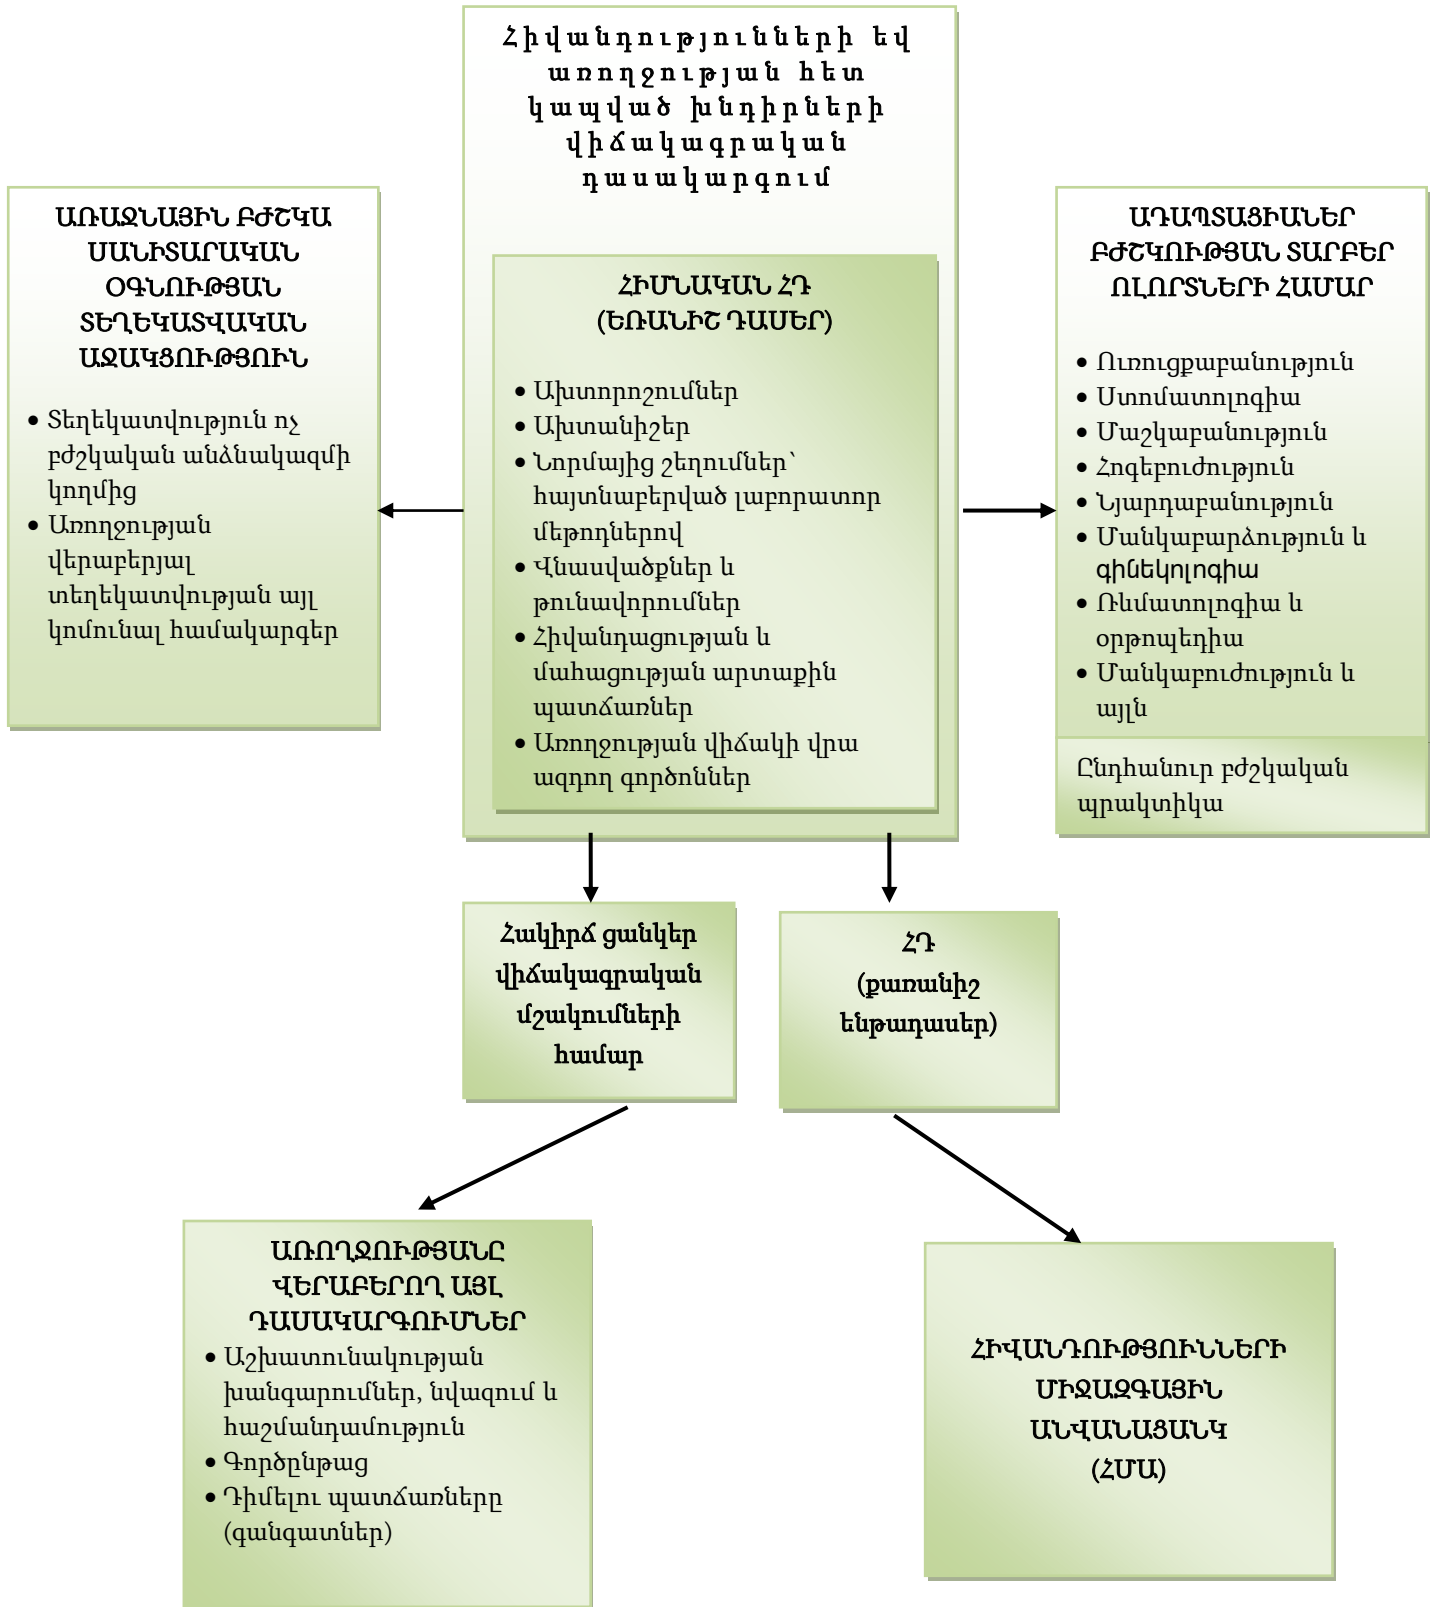 Հիվանդությունների եվ
առողջության հետ
կապված խնդիրների
վիճակագրական
դասակարգում
ԱՌԱՋՆԱՅԻՆ ԲԺՇԿԱ
ՍԱՆԻՏԱՐԱԿԱՆ
ՕԳՆՈՒԹՅԱՆ
ՏԵՂԵԿԱՏՎԱԿԱՆ
ԱՋԱԿՑՈՒԹՅՈՒՆ
• Տեղեկատվություն ոչ
բժշկական անձնակազմի
կողմից
• Առողջության
վերաբերյալ
տեղեկատվության այլ
կոմունալ համակարգեր
ՀԻՄՆԱԿԱՆ ՀԴ
(ԵՌԱՆԻՇ ԴԱՍԵՐ)
• Ախտորոշումներ
• Ախտանիշեր
• Նորմայից շեղումներ՝
հայտնաբերված լաբորատոր
մեթոդներով
• Վնասվածքներ և
թունավորումներ
• Հիվանդացության և
մահացության արտաքին
պատճառներ
• Առողջության վիճակի վրա
ազդող գործոններ
ԱԴԱՊՏԱՑԻԱՆԵՐ
ԲԺՇԿՈՒԹՅԱՆ ՏԱՐԲԵՐ
ՈԼՈՐՏՆԵՐԻ ՀԱՄԱՐ
• Ուռուցքաբանություն
• Ստոմատոլոգիա
• Մաշկաբանություն
• Հոգեբուժություն
• Նյարդաբանություն
• Մանկաբարձություն և
գինեկոլոգիա
• Ռևմատոլոգիա և
օրթոպեդիա
• Մանկաբուժություն և
այլն
Ընդհանուր բժշկական
պրակտիկա
Հակիրճ ցանկեր
վիճակագրական
մշակումների
համար
ՀԴ
(քառանիշ
ենթադասեր)
ԱՌՈՂՋՈՒԹՅԱՆԸ
ՎԵՐԱԲԵՐՈՂ ԱՅԼ
ԴԱՍԱԿԱՐԳՈՒՄՆԵՐ
• Աշխատունակության
խանգարումներ, նվազում և
հաշմանդամություն
• Գործընթաց
• Դիմելու պատճառները
(գանգատներ)
ՀԻՎԱՆԴՈՒԹՅՈՒՆՆԵՐԻ
ՄԻՋԱԶԳԱՅԻՆ
ԱՆՎԱՆԱՑԱՆԿ
(ՀՄԱ)